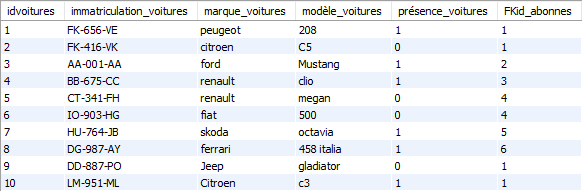 idvoitures immatriculation_voitures marque_voitures modèle_voitures présence_voitures FKid_abonnes
1 FK-656-VE peugeot 208 1 1
2 FK-416-VK citroen C5 0 1
3 AA-001-AA ford Mustang 1 2
4 BB-675-CC renault clio 1 3
5 CT-341-FH renault megan 0 4
6 IO-903-HG fiat 500 0 4
7 HU-764-JB skoda octavia 1 5
8 DG-987-AY ferrari 458 italia 1 6
9 DD-887-PO Jeep gladiator 0 1
10 LM-951-ML Citroen c3 1 1